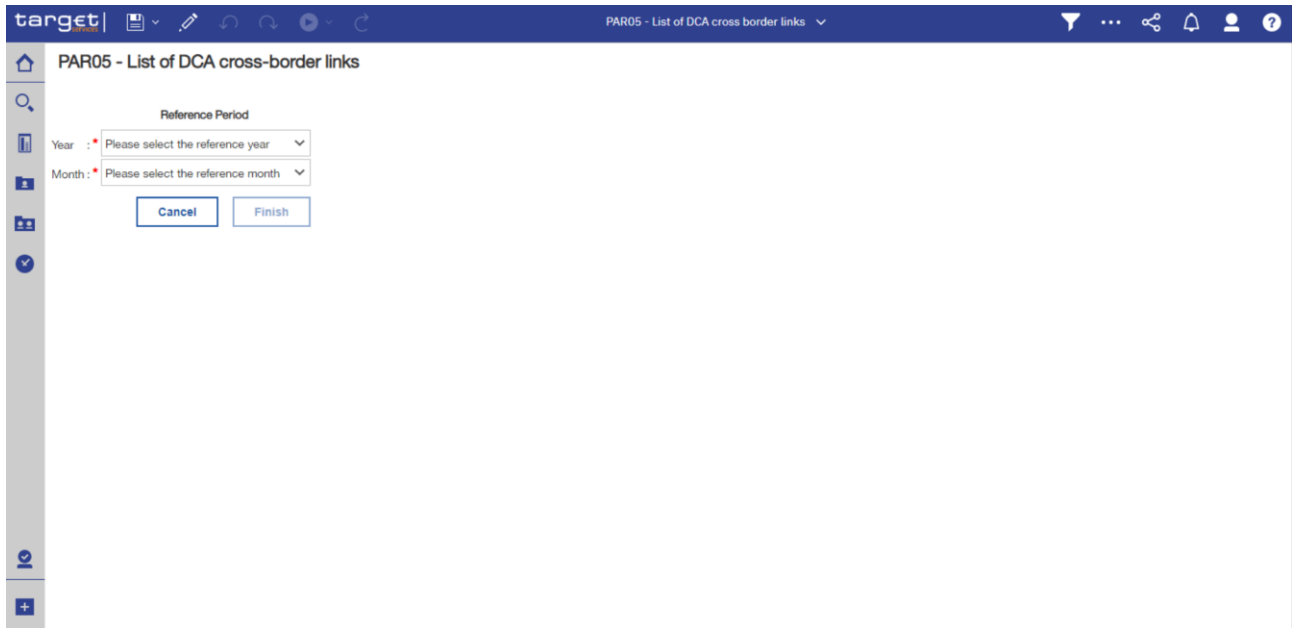 target| PAR05 - List of DCA cross border links
services
PAR05 - List of DCA cross-border links
Reference Period
Year :* Please select the reference year
Month :* Please select the reference month
Cancel Finish